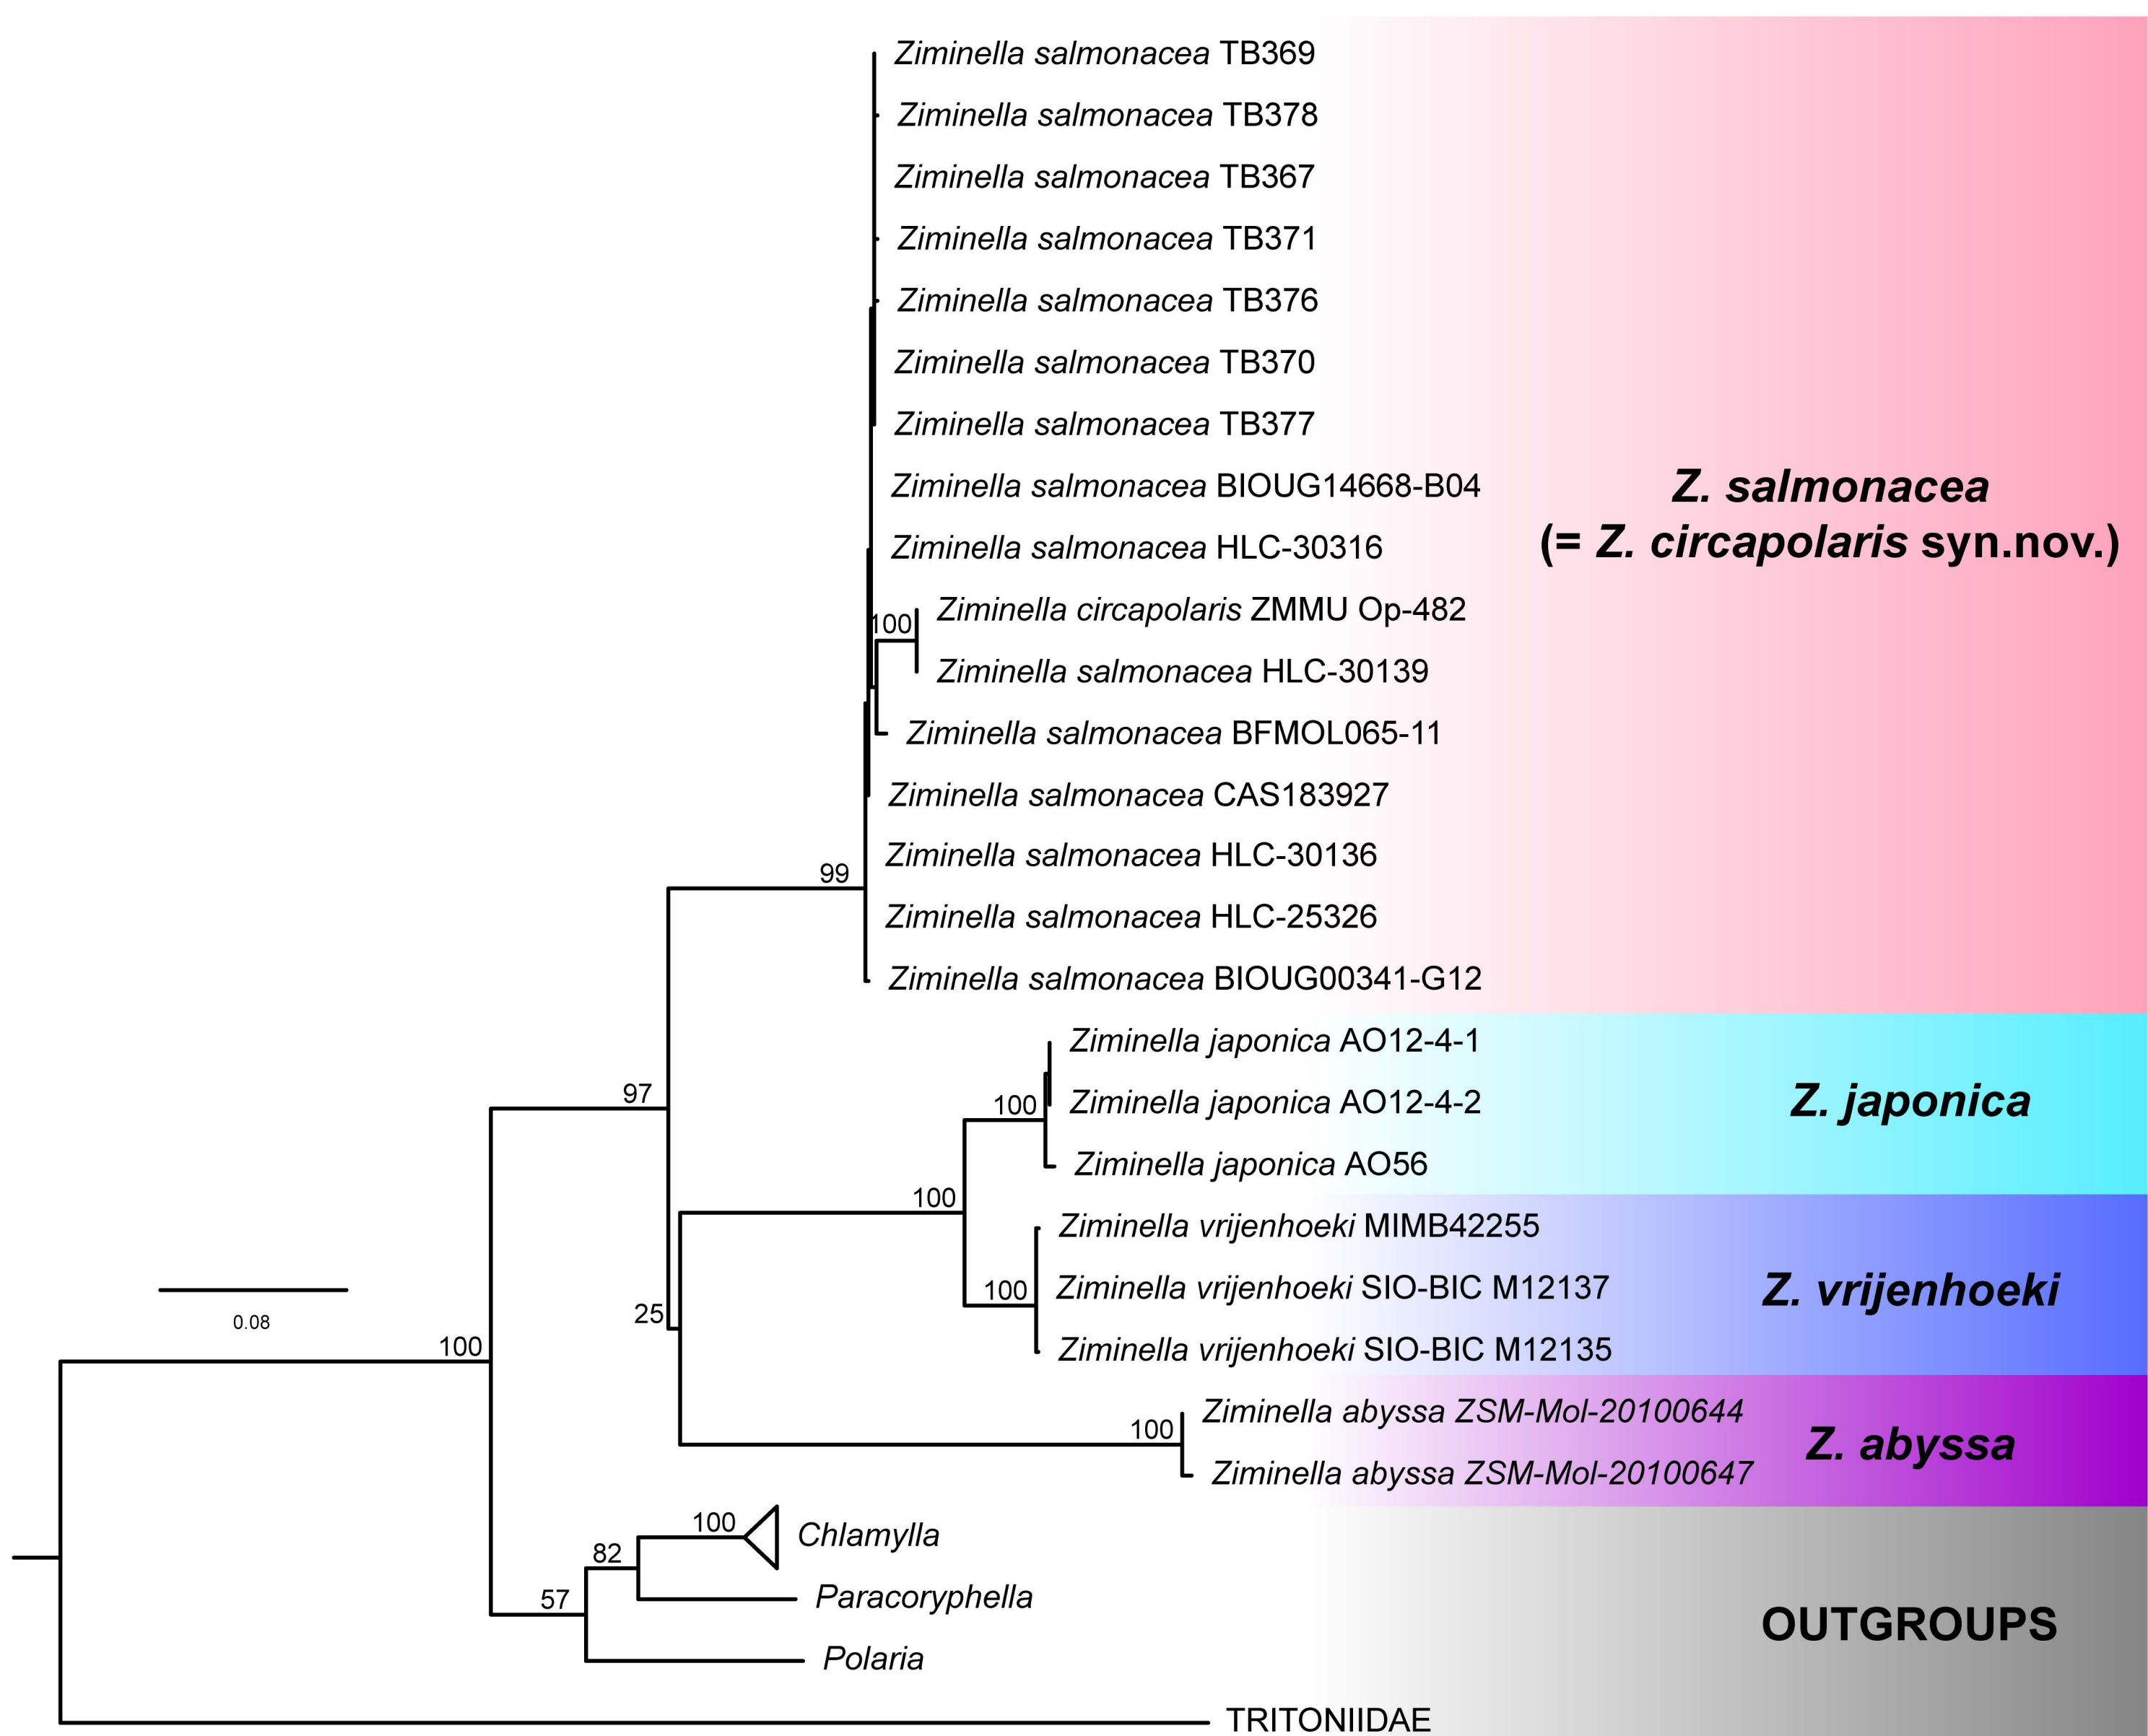 Ziminella salmonacea TB369
Ziminella salmonacea TB378
Ziminella salmonacea TB367
Ziminella salmonacea TB371
Ziminella salmonacea TB376
Ziminella salmonacea TB370
Ziminella salmonacea TB377
Ziminella salmonacea BIOUG14668-B04
Z. salmonacea
(= Z. circapolaris syn.nov.)
Ziminella salmonacea HLC-30316
Ziminella circapolaris ZMMU Op-482
100
Ziminella salmonacea HLC-30139
Ziminella salmonacea BFMOL065-11
Ziminella salmonacea CAS183927
Ziminella salmonacea HLC-30136
99
Ziminella salmonacea HLC-25326
Ziminella salmonacea BIOUG00341-G12
Ziminella japonica AO12-4-1
97
100
Ziminella japonica AO12-4-2
Z. japonica
Ziminella japonica AO56
100
Ziminella vrijenhoeki MIMB42255
100
Ziminella vrijenhoeki SIO-BIC M12137
Z. vrijenhoeki
25
0.08
100
Ziminella vrijenhoeki SIO-BIC M12135
Ziminella abyssa ZSM-Mol-20100644
100
Z. abyssa
Ziminella abyssa ZSM-Mol-20100647
100
Chlamylla
82
57
Paracoryphella
OUTGROUPS
Polaria
TRITONIIDAE